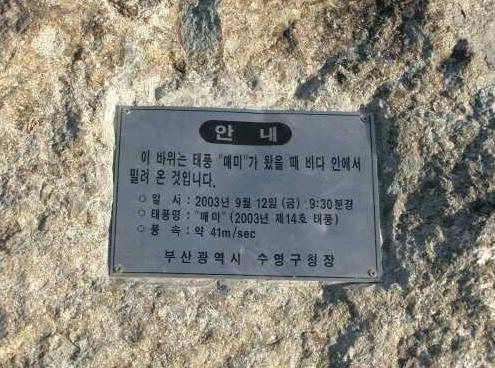 안 내
이 바위는 태풍 "매미"가 왔을 때 바다 안에서
밀려 온 것입니다.
○ 일 시 : 2003년 9월 12일 (금) 9:30분경
○ 태풍명 : "매미" (2003년 제14호 태풍)
○ 풍 속 : 약 41m/sec
부산광역시 수영구청장